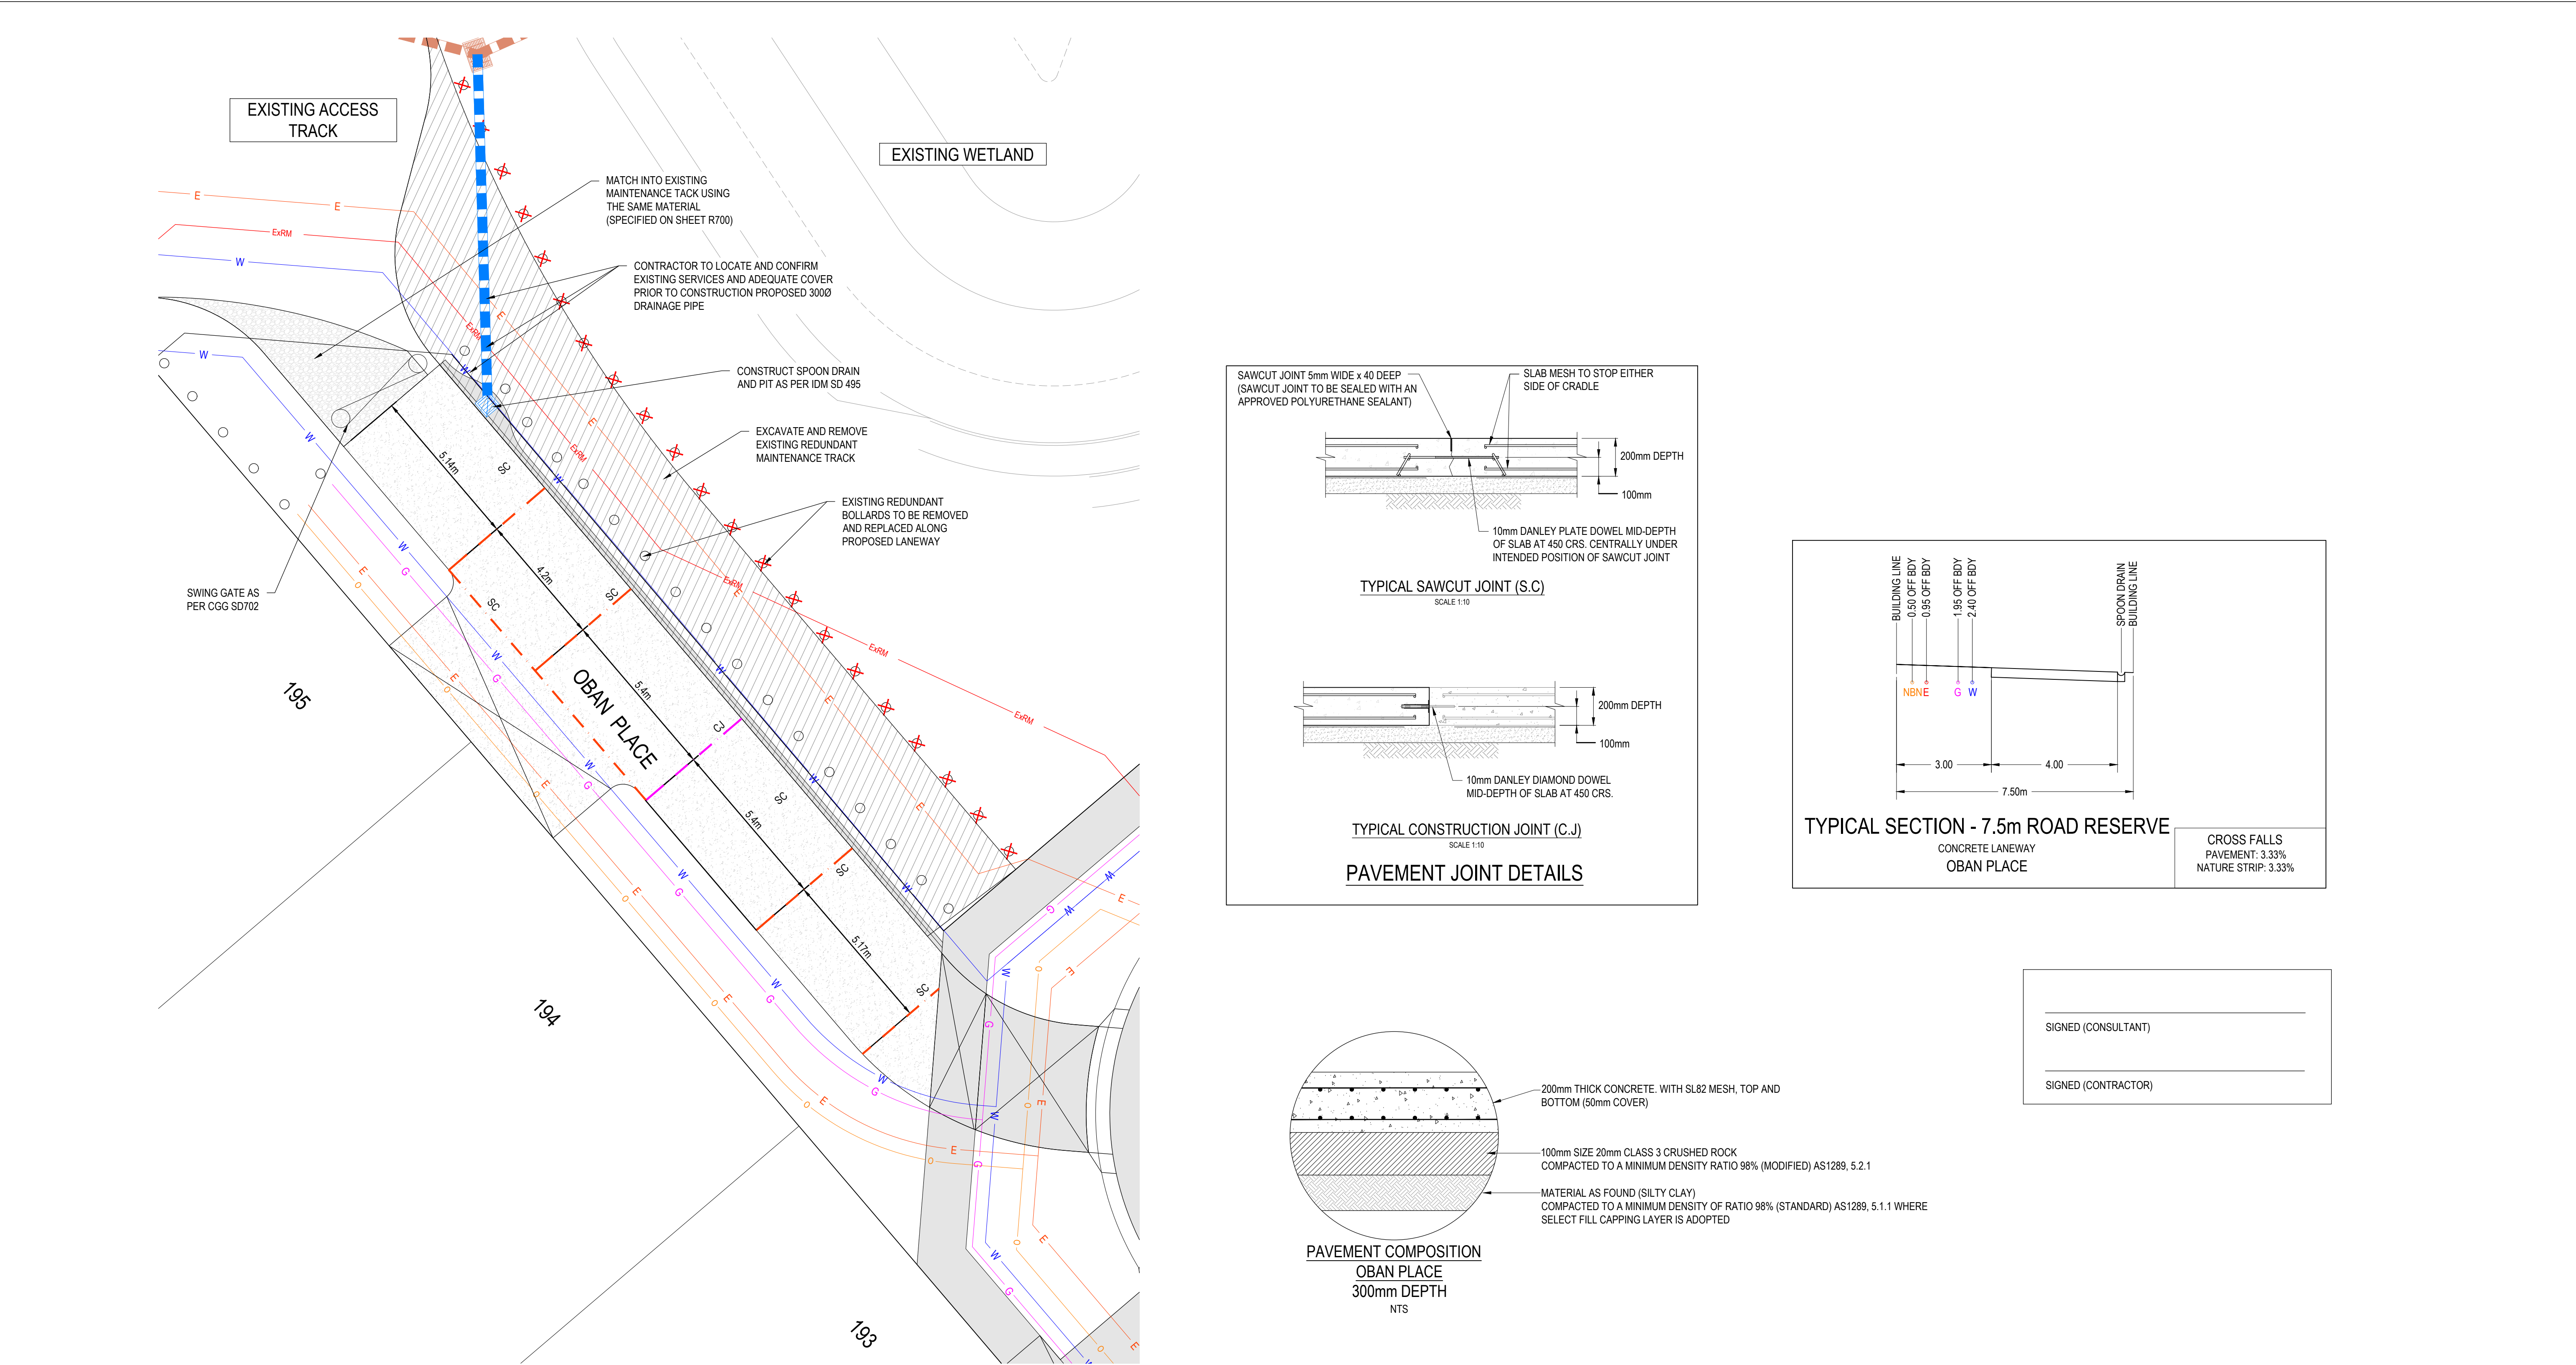 EXISTING ACCESS
TRACK
EXISTING WETLAND
MATCH INTO EXISTING
MAINTENANCE TACK USING
THE SAME MATERIAL
(SPECIFIED ON SHEET R700)
CONTRACTOR TO LOCATE AND CONFIRM
EXISTING SERVICES AND ADEQUATE COVER
PRIOR TO CONSTRUCTION PROPOSED 300Ø
DRAINAGE PIPE
CONSTRUCT SPOON DRAIN
AND PIT AS PER IDM SD 495
EXCAVATE AND REMOVE
EXISTING REDUNDANT
MAINTENANCE TRACK
EXISTING REDUNDANT
BOLLARDS TO BE REMOVED
AND REPLACED ALONG
PROPOSED LANEWAY
SWING GATE AS
PER CGG SD702
E
E
ExRM
W
W
ExRM
E
W
W
5.14m
SC
ExRM
E
W
W
G
E
O
4.2m
SC
SC
ExRM
E
ExRM
ExRM
W
G
E
O
OBAN PLACE
5.4m
CJ
W
E
W
G
E
O
5.4m
SC
W
E
SC
W
G
E
O
5.17m
SC
W
G
E
O
W
G
E
O
W
G
E
O
195
194
193
SAWCUT JOINT 5mm WIDE x 40 DEEP
(SAWCUT JOINT TO BE SEALED WITH AN
APPROVED POLYURETHANE SEALANT)
SLAB MESH TO STOP EITHER
SIDE OF CRADLE
200mm DEPTH
100mm
10mm DANLEY PLATE DOWEL MID-DEPTH
OF SLAB AT 450 CRS. CENTRALLY UNDER
INTENDED POSITION OF SAWCUT JOINT
TYPICAL SAWCUT JOINT (S.C)
SCALE 1:10
200mm DEPTH
100mm
10mm DANLEY DIAMOND DOWEL
MID-DEPTH OF SLAB AT 450 CRS.
TYPICAL CONSTRUCTION JOINT (C.J)
SCALE 1:10
PAVEMENT JOINT DETAILS
BUILDING LINE
0.50 OFF BDY
0.95 OFF BDY
1.95 OFF BDY
2.40 OFF BDY
SPOON DRAIN
BUILDING LINE
NBN E G W
3.00
4.00
7.50m
TYPICAL SECTION - 7.5m ROAD RESERVE
CONCRETE LANEWAY
OBAN PLACE
CROSS FALLS
PAVEMENT: 3.33%
NATURE STRIP: 3.33%
SIGNED (CONSULTANT)
SIGNED (CONTRACTOR)
200mm THICK CONCRETE. WITH SL82 MESH, TOP AND
BOTTOM (50mm COVER)
100mm SIZE 20mm CLASS 3 CRUSHED ROCK
COMPACTED TO A MINIMUM DENSITY RATIO 98% (MODIFIED) AS1289, 5.2.1
MATERIAL AS FOUND (SILTY CLAY)
COMPACTED TO A MINIMUM DENSITY OF RATIO 98% (STANDARD) AS1289, 5.1.1 WHERE
SELECT FILL CAPPING LAYER IS ADOPTED
PAVEMENT COMPOSITION
OBAN PLACE
300mm DEPTH
NTS